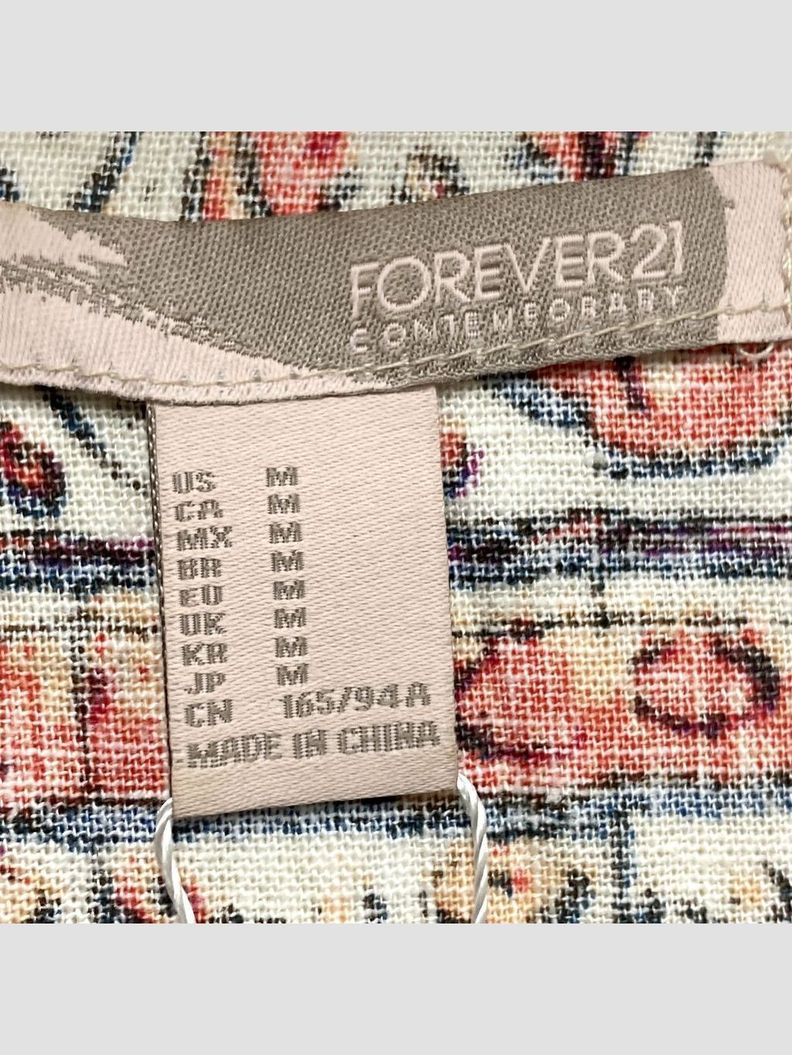 FOREVER21
CONTEMPORARY
US M
CA M
MX M
BR M
EU M
UK M
KR M
JP M
CN 165/94A
MADE IN CHINA